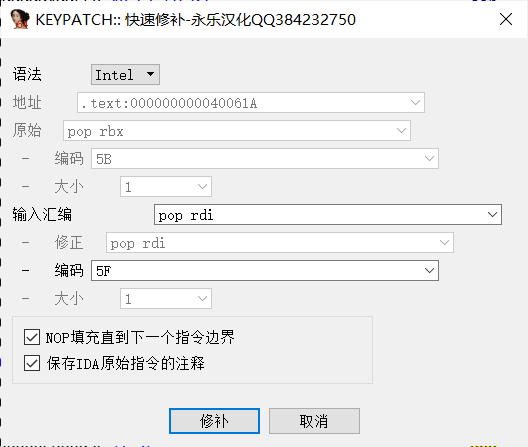 KEYPATCH:: 快速修补-永乐汉化QQ384232750
语法 Intel
地址 .text:000000000040061A
原始 pop rbx
- 编码 5B
- 大小 1
输入汇编 pop rdi
- 修正 pop rdi
- 编码 5F
- 大小 1
NOP填充直到下一个指令边界
保存IDA原始指令的注释
修补 取消